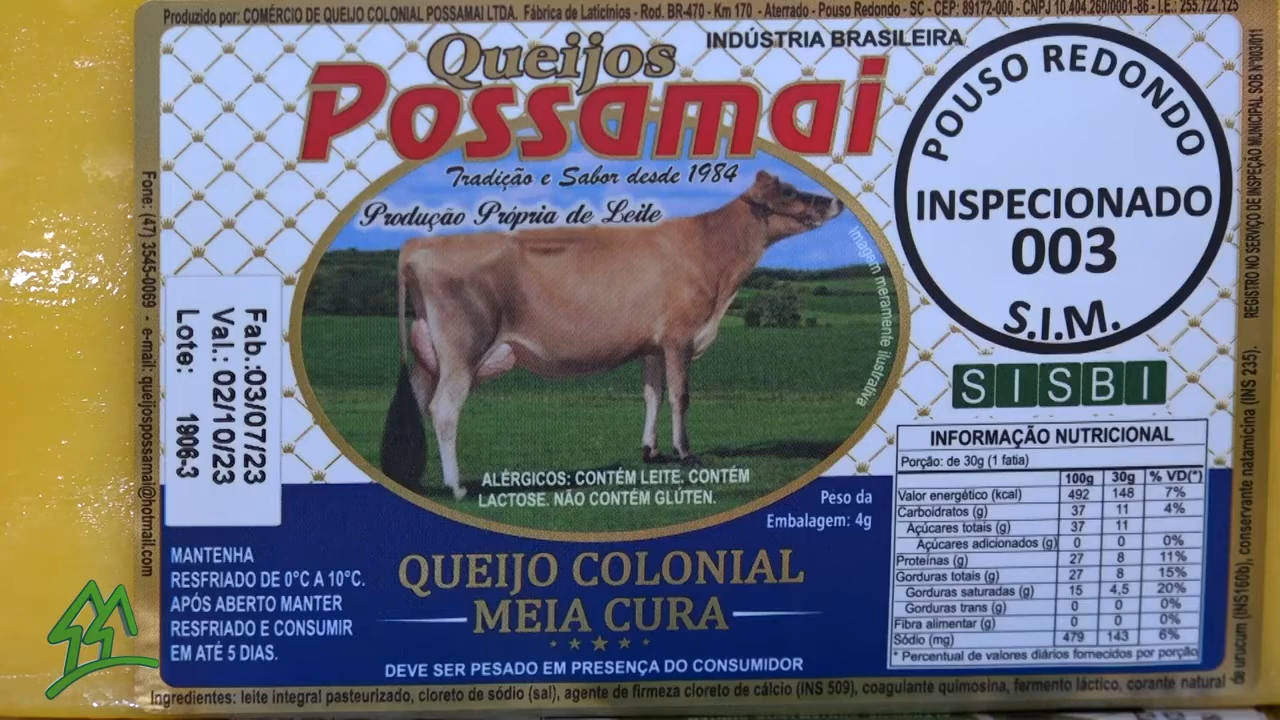 Produzido por: COMÉRCIO DE QUEIJO COLONIAL POSSAMAI LTDA. Fábrica de Laticínios - Rod. BR-470 - Km 170 - Aterrado - Pouso Redondo - SC - CEP: 89172-000 - CNPJ 10.404.260/0001-86 - I.E.: 255.722.125
INDÚSTRIA BRASILEIRA
Queijos
Possamai
Tradição e Sabor desde 1984
Produção Própria de Leite
Imagem meramente ilustrativa
POUSO REDONDO
INSPECIONADO
003
S.I.M.
SISBI
REGISTRO NO SERVIÇO DE INSPEÇÃO MUNICIPAL SOB Nº003/011
Fone: (47) 3545-0069 - e-mail: queijospossamai@hotmail.com
Fab.:03/07/23
Val.: 02/10/23
Lote: 1906-3
ALÉRGICOS: CONTÉM LEITE. CONTÉM
LACTOSE. NÃO CONTÉM GLÚTEN.
Peso da
Embalagem: 4g
MANTENHA
RESFRIADO DE 0°C A 10°C.
APÓS ABERTO MANTER
RESFRIADO E CONSUMIR
EM ATÉ 5 DIAS.
QUEIJO COLONIAL
MEIA CURA
DEVE SER PESADO EM PRESENÇA DO CONSUMIDOR
INFORMAÇÃO NUTRICIONAL
Porção: de 30g (1 fatia)
100g 30g % VD(*)
Valor energético (kcal) 492 148 7%
Carboidratos (g) 37 11 4%
Açúcares totais (g) 37 11
Açúcares adicionados (g) 0 0 0%
Proteínas (g) 27 8 11%
Gorduras totais (g) 27 8 15%
Gorduras saturadas (g) 15 4,5 20%
Gorduras trans (g) 0 0 0%
Fibra alimentar (g) 0 0 0%
Sódio (mg) 479 143 6%
* Percentual de valores diários fornecidos por porção
Ingredientes: leite integral pasteurizado, cloreto de sódio (sal), agente de firmeza cloreto de cálcio (INS 509), coagulante quimosina, fermento láctico, corante natural
de urucum (INS160b), conservante natamicina (INS 235).